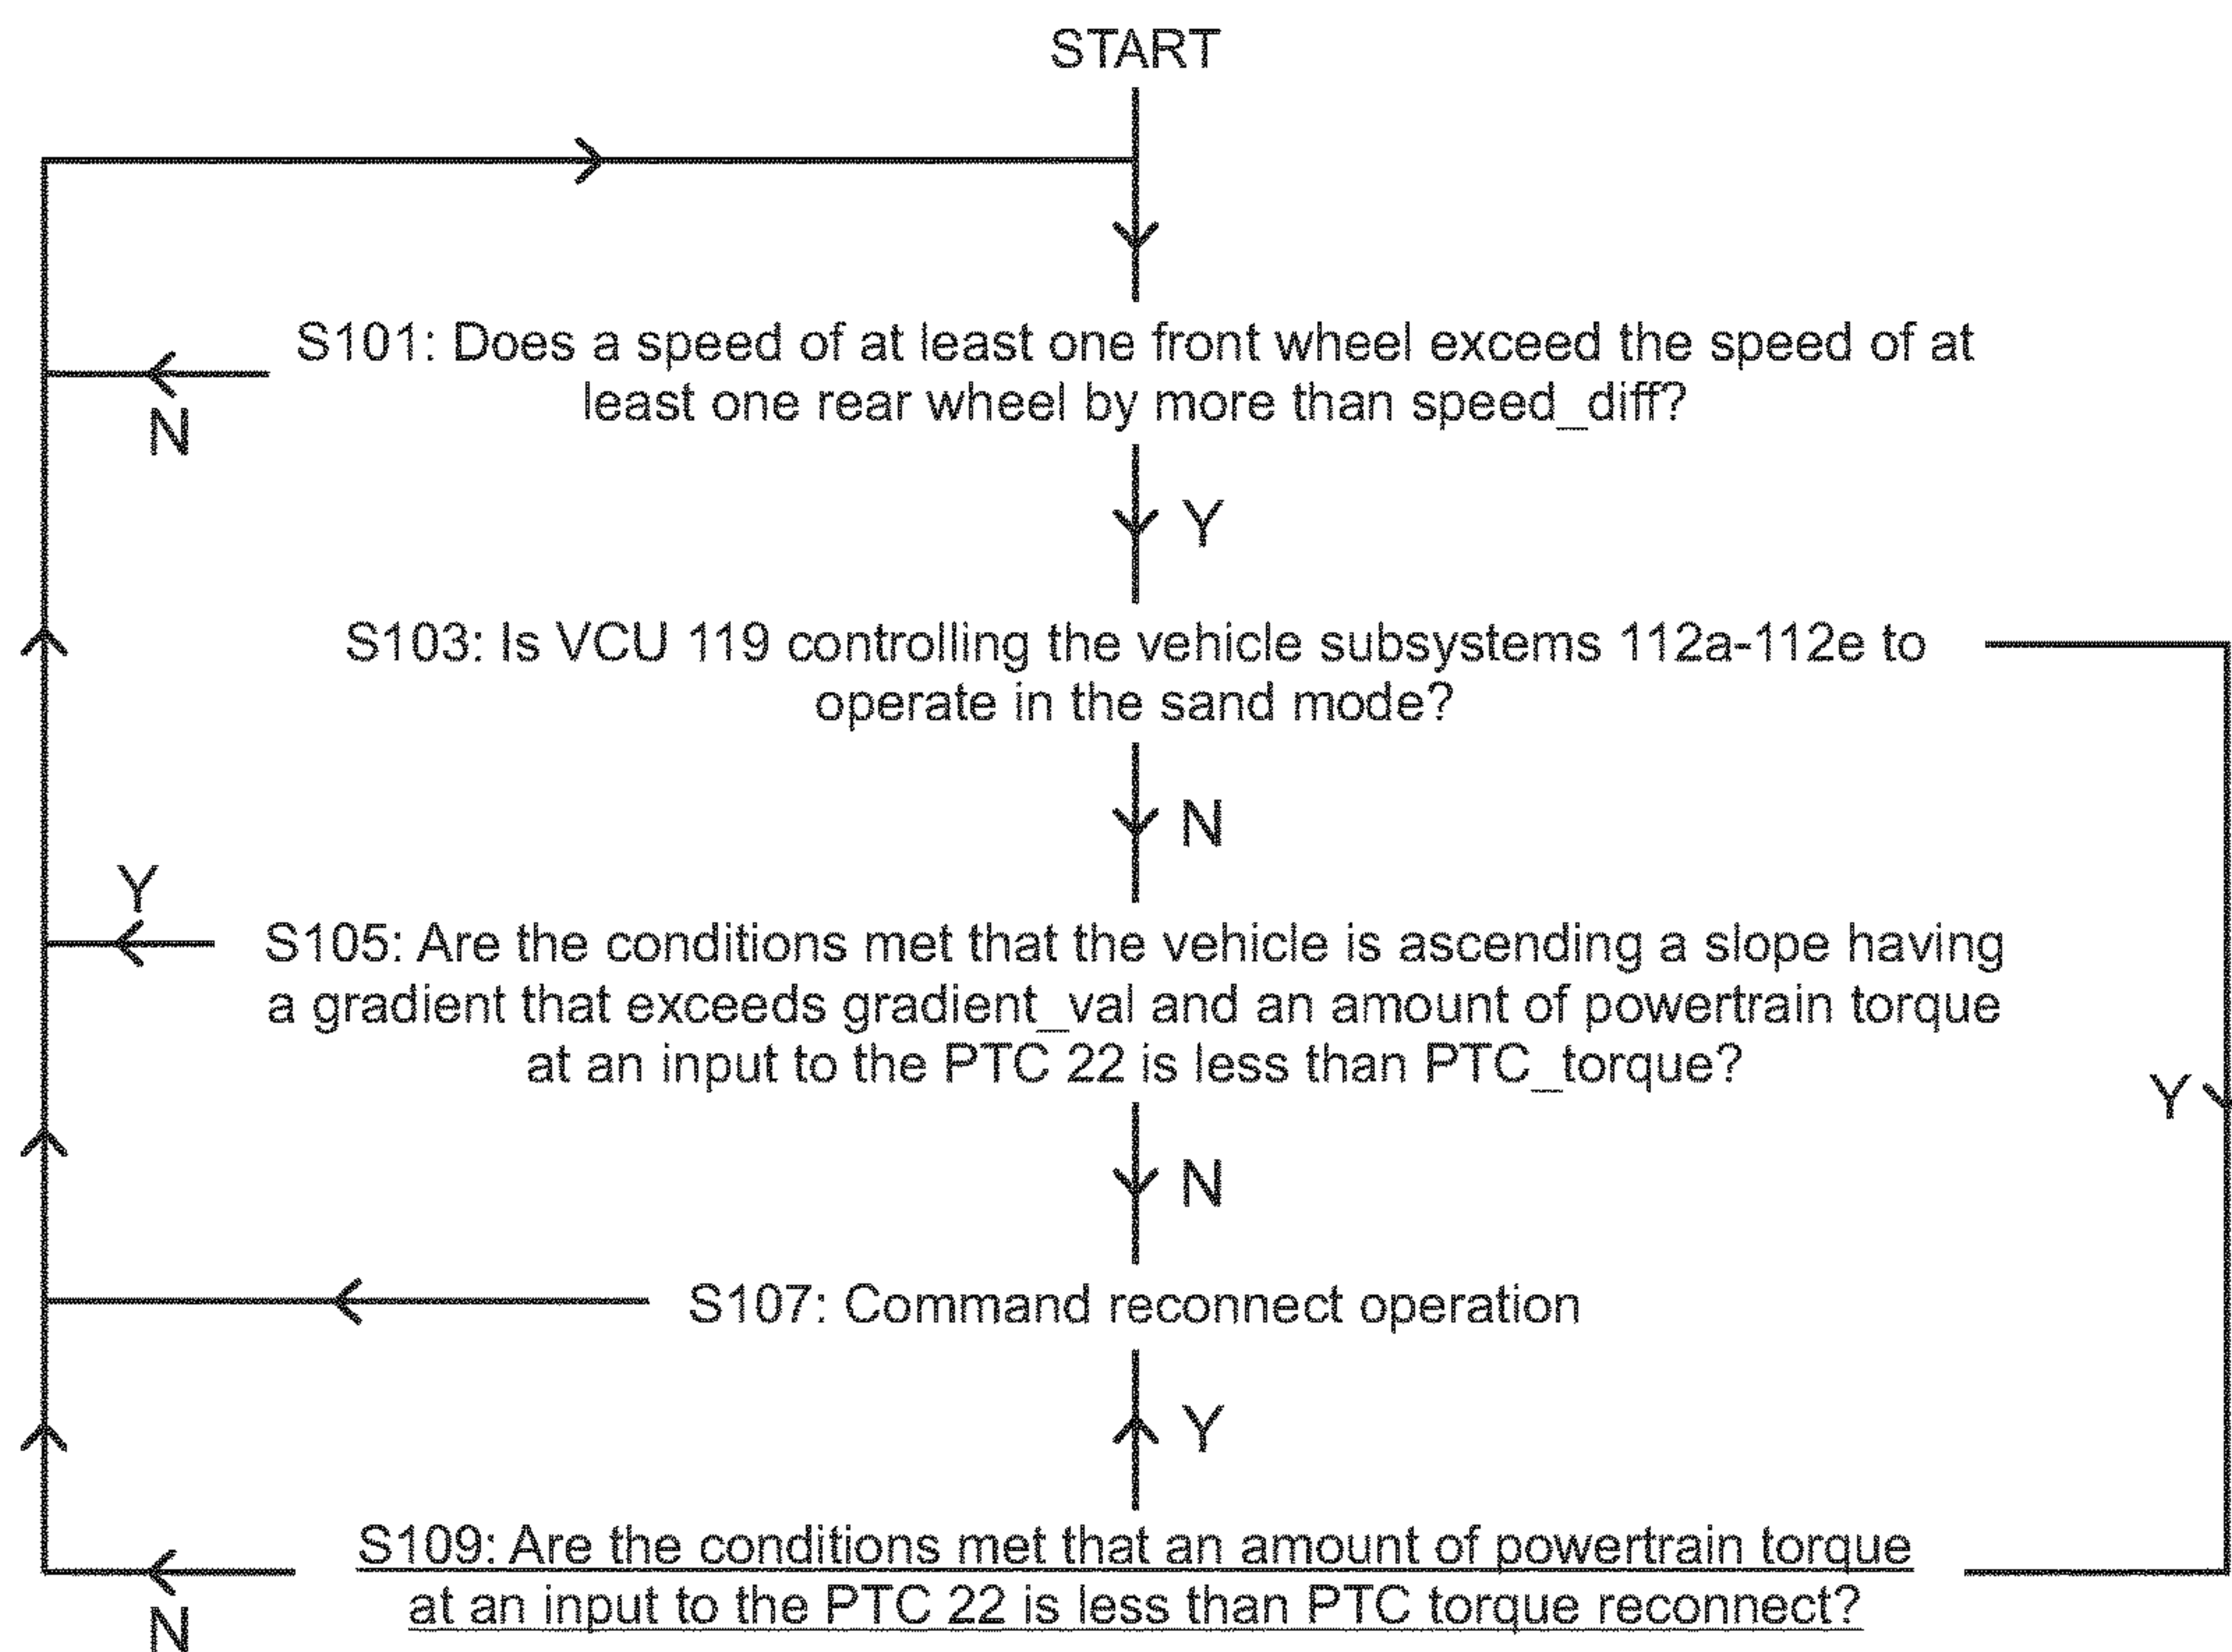 START
S101: Does a speed of at least one front wheel exceed the speed of at
least one rear wheel by more than speed_diff?
N
Y
S103: Is VCU 119 controlling the vehicle subsystems 112a-112e to
operate in the sand mode?
N
Y
S105: Are the conditions met that the vehicle is ascending a slope having
a gradient that exceeds gradient_val and an amount of powertrain torque
at an input to the PTC 22 is less than PTC_torque?
Y
N
S107: Command reconnect operation
Y
S109: Are the conditions met that an amount of powertrain torque
at an input to the PTC 22 is less than PTC torque reconnect?
N